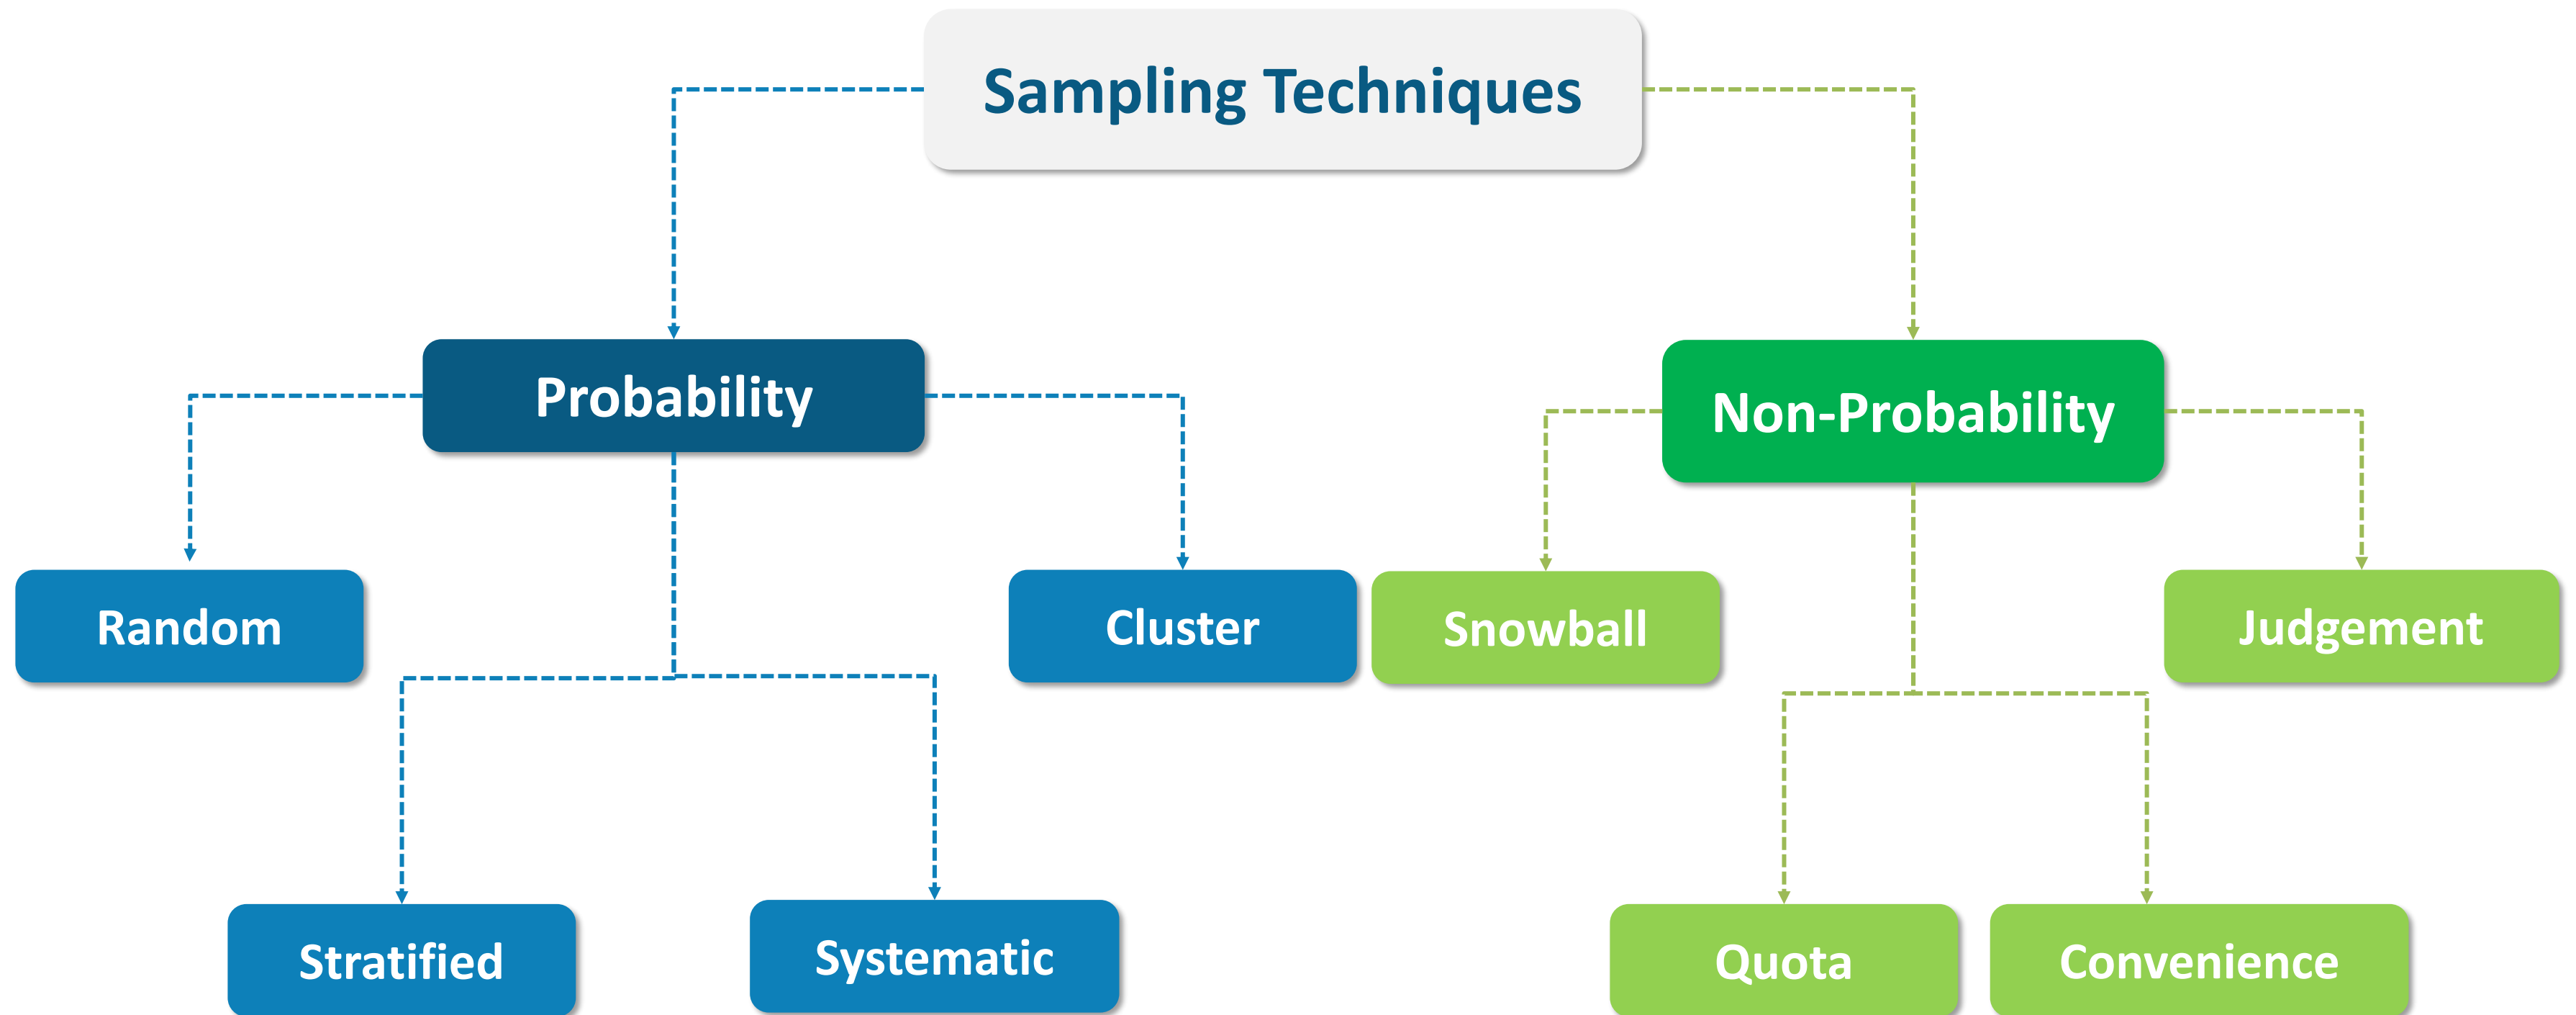 Sampling Techniques
Probability
Non-Probability
Random
Cluster
Snowball
Judgement
Stratified
Systematic
Quota
Convenience